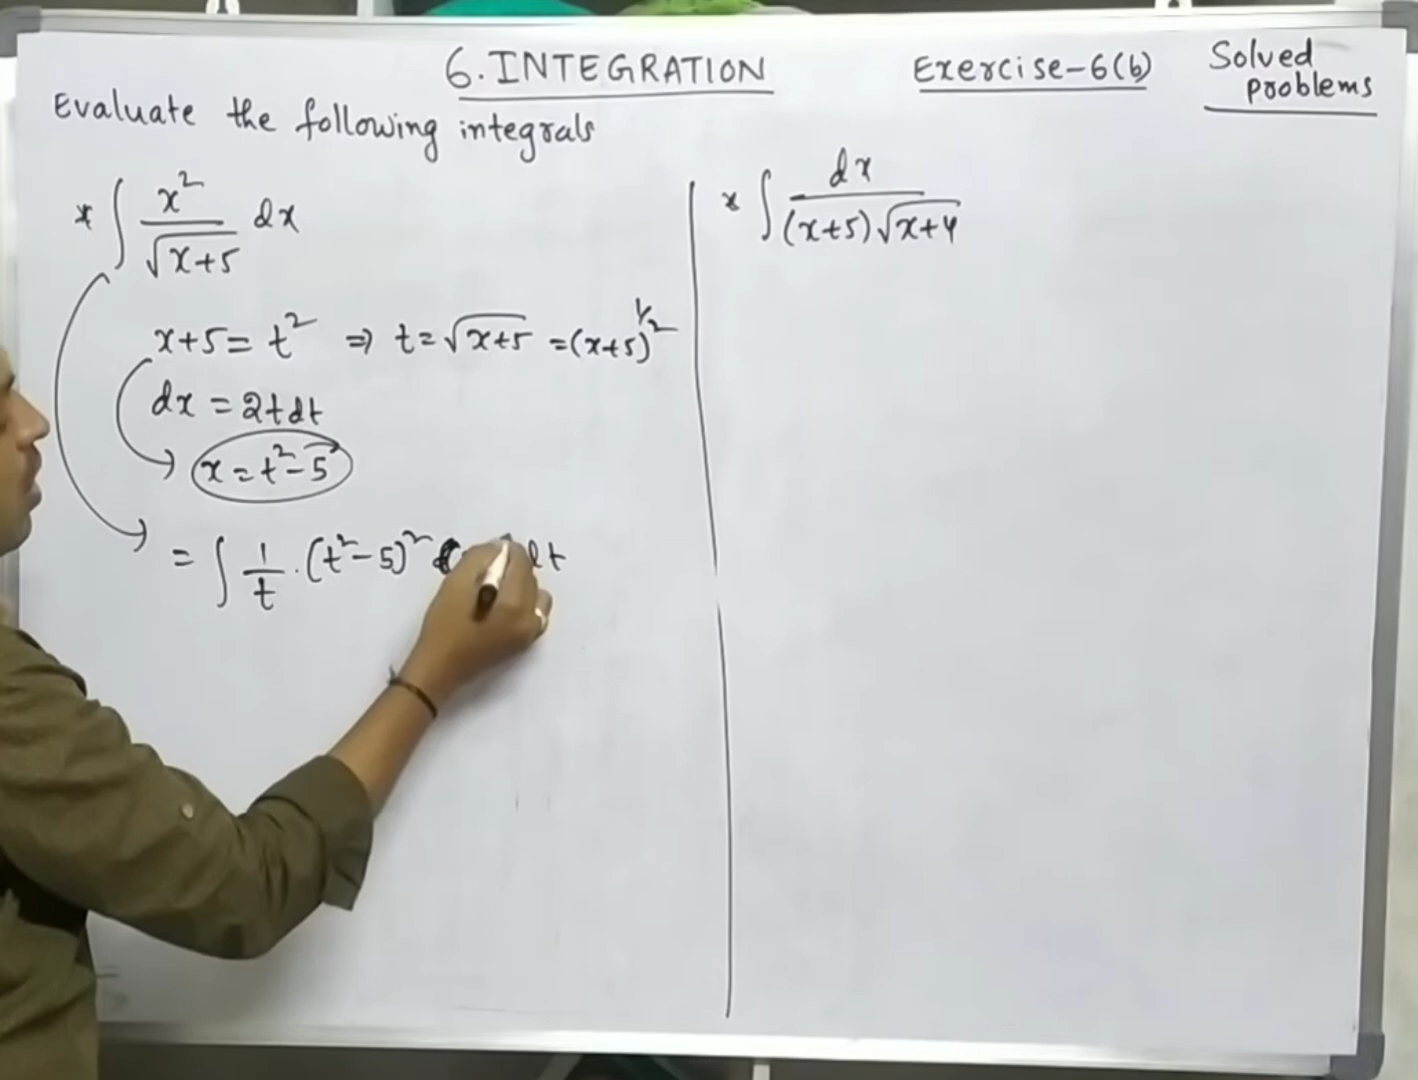 6. INTEGRATION
Exercise-6(b)
Solved problems
Evaluate the following integrals
* ∫ x²/√(x+5) dx
x+5 = t² ⇒ t = √(x+5) = (x+5)^1/2
dx = 2t dt
x = t² - 5
= ∫ 1/t · (t² - 5)² dt
* ∫ dx/((x+5)√(x+4))